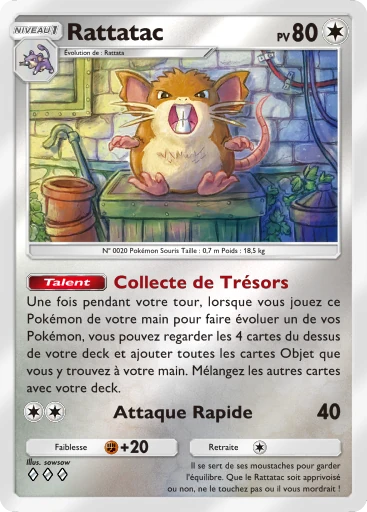 NIVEAU 1
Rattatac
PV 80
Évolution de : Rattata
N° 0020 Pokémon Souris Taille : 0,7 m Poids : 18,5 kg
Talent Collecte de Trésors
Une fois pendant votre tour, lorsque vous jouez ce
Pokémon de votre main pour faire évoluer un de vos
Pokémon, vous pouvez regarder les 4 cartes du dessus
de votre deck et ajouter toutes les cartes Objet que
vous y trouvez à votre main. Mélangez les autres cartes
avec votre deck.
Attaque Rapide 40
Faiblesse +20 Retraite
Illus. sowsow
Il se sert de ses moustaches pour garder
l'équilibre. Que le Rattatac soit apprivoisé
ou non, ne le touchez pas ou il vous mordrait !